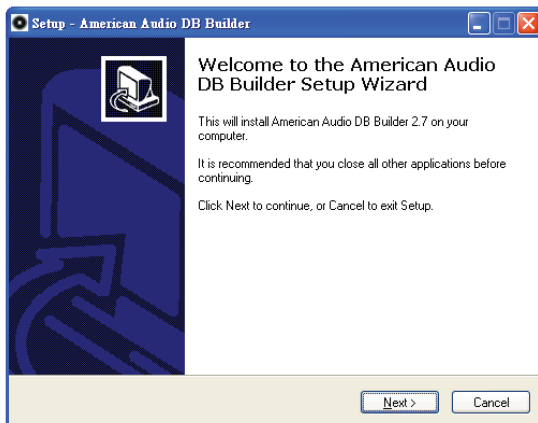 Setup - American Audio DB Builder
Welcome to the American Audio
DB Builder Setup Wizard
This will install American Audio DB Builder 2.7 on your
computer.
It is recommended that you close all other applications before
continuing.
Click Next to continue, or Cancel to exit Setup.
Next >
Cancel